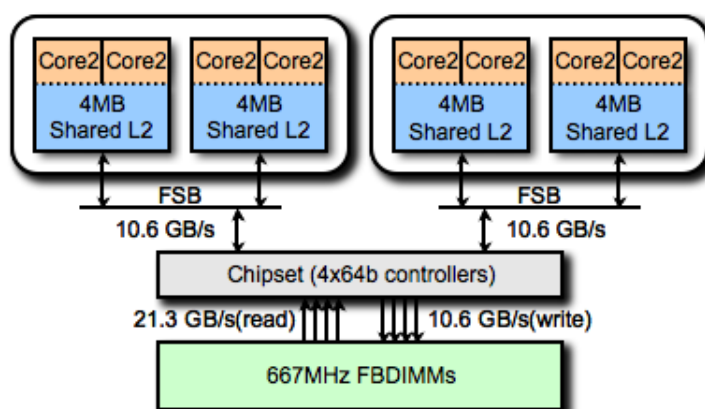 Core2 Core2 Core2 Core2 Core2 Core2 Core2 Core2
4MB 4MB 4MB 4MB
Shared L2 Shared L2 Shared L2 Shared L2
FSB FSB
10.6 GB/s 10.6 GB/s
Chipset (4x64b controllers)
21.3 GB/s(read) 10.6 GB/s(write)
667MHz FBDIMMs